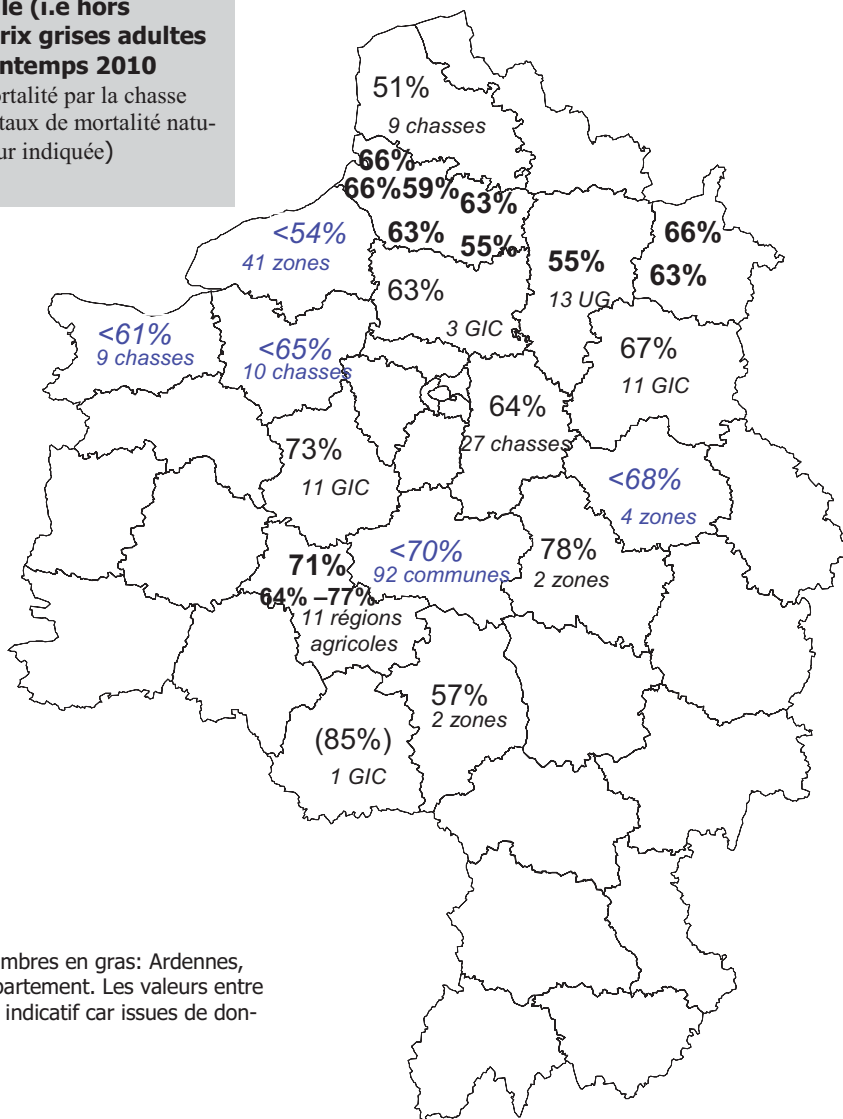 le (i.e hors
rix grises adultes
ntemps 2010
ortalité par la chasse
taux de mortalité natu-
ur indiquée)
51%
9 chasses
66%
66%59%
63%
63%
55%
<54%
41 zones
55%
13 UG
66%
63%
63%
3 GIC
<61%
9 chasses
<65%
10 chasses
67%
11 GIC
64%
27 chasses
73%
11 GIC
<68%
4 zones
71%
64% –77%
11 régions
agricoles
<70%
92 communes
78%
2 zones
57%
2 zones
(85%)
1 GIC
mbres en gras: Ardennes,
partement. Les valeurs entre
indicatif car issues de don-